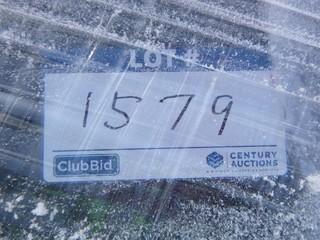 LOT #
1579
ClubBid
CENTURY
AUCTIONS